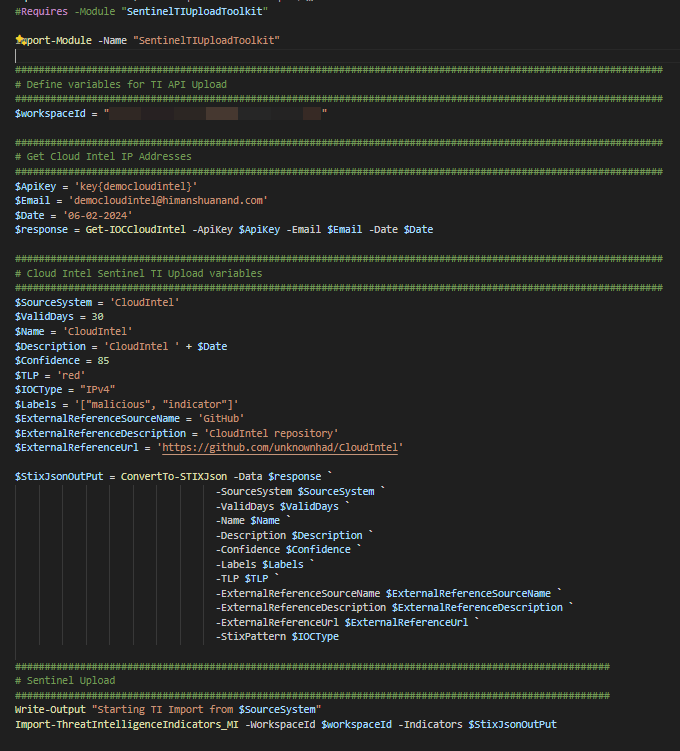 #Requires -Module "SentinelTIUploadToolkit"
Import-Module -Name "SentinelTIUploadToolkit"
##############################################################################################################
# Define variables for TI API Upload
##############################################################################################################
$workspaceId = "                                    "
##############################################################################################################
# Get Cloud Intel IP Addresses
##############################################################################################################
$ApiKey = 'key{democloudintel}'
$Email = 'democloudintel@himanshuanand.com'
$Date = '06-02-2024'
$response = Get-IOCCloudIntel -ApiKey $ApiKey -Email $Email -Date $Date
##############################################################################################################
# Cloud Intel Sentinel TI Upload variables
##############################################################################################################
$SourceSystem = 'CloudIntel'
$ValidDays = 30
$Name = 'CloudIntel'
$Description = 'CloudIntel ' + $Date
$Confidence = 85
$TLP = 'red'
$IOCType = "IPv4"
$Labels = '["malicious", "indicator"]'
$ExternalReferenceSourceName = 'GitHub'
$ExternalReferenceDescription = 'CloudIntel repository'
$ExternalReferenceUrl = 'https://github.com/unknownhad/CloudIntel'
$StixJsonOutPut = ConvertTo-STIXJson -Data $response `
-SourceSystem $SourceSystem `
-ValidDays $ValidDays `
-Name $Name `
-Description $Description `
-Confidence $Confidence `
-Labels $Labels `
-TLP $TLP `
-ExternalReferenceSourceName $ExternalReferenceSourceName `
-ExternalReferenceDescription $ExternalReferenceDescription `
-ExternalReferenceUrl $ExternalReferenceUrl `
-StixPattern $IOCType
#####################################################################################################
# Sentinel Upload
#####################################################################################################
Write-Output "Starting TI Import from $SourceSystem"
Import-ThreatIntelligenceIndicators_MI -WorkspaceId $workspaceId -Indicators $StixJsonOutPut